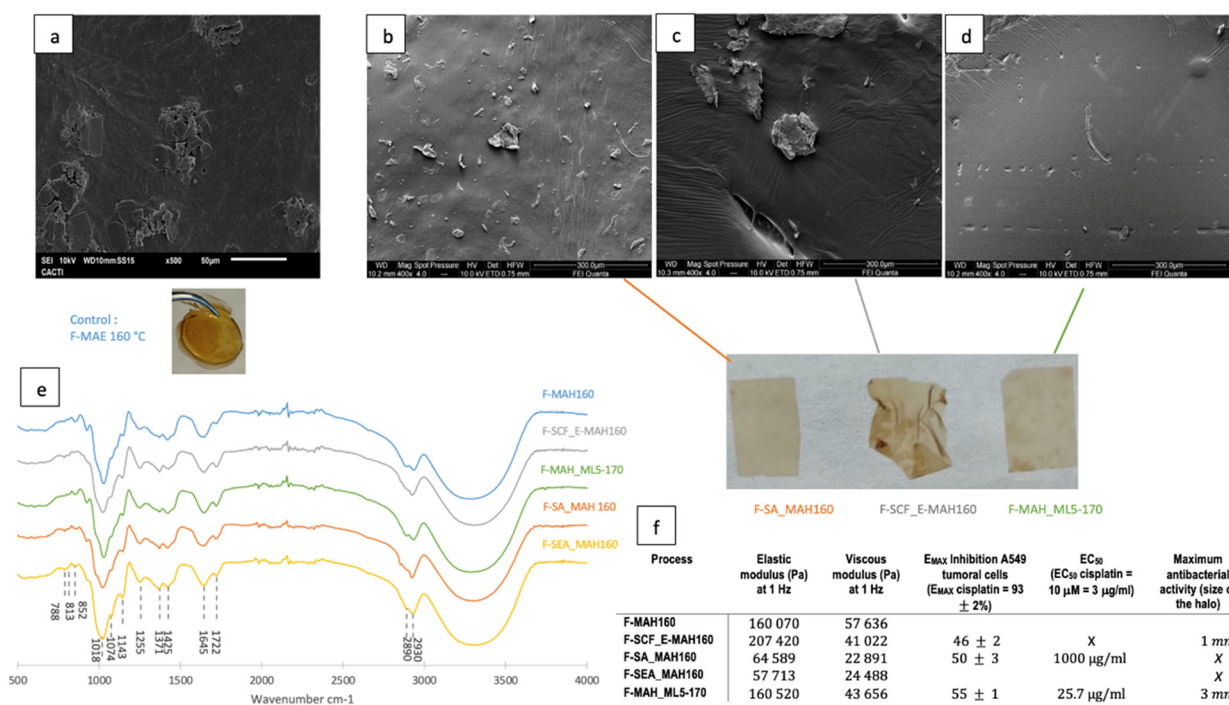 a
b
c
d
SEI 10kV WD10mm SS15 x500 50µm
CACTI
WD Mag Spot Pressure HV Det HFW 300.0µm
10.2 mm 400x 4.0 --- 10.0 kV ETD 0.75 mm FEI Quanta
WD Mag Spot Pressure HV Det HFW 300.0µm
10.3 mm 400x 4.0 --- 10.0 kV ETD 0.75 mm FEI Quanta
WD Mag Spot Pressure HV Det HFW 300.0µm
10.2 mm 400x 4.0 --- 10.0 kV ETD 0.75 mm FEI Quanta
Control :
F-MAE 160 °C
e
F-MAH160
F-SCF_E-MAH160
F-MAH_ML5-170
F-SA_MAH 160
F-SEA_MAH160
788
813
852
1018
1074
1143
1255
1371
1425
1645
1722
2890
2930
500 1000 1500 2000 2500 3000 3500 4000
Wavenumber cm-1
F-SA_MAH160 F-SCF_E-MAH160 F-MAH_ML5-170
f
Process
Elastic
modulus (Pa)
at 1 Hz
Viscous
modulus (Pa)
at 1 Hz
EMAX Inhibition A549
tumoral cells
(EMAX cisplatin = 93
± 2%)
EC50
(EC50 cisplatin =
10 µM = 3 µg/ml)
Maximum
antibacterial
activity (size o
the halo)
F-MAH160 160 070 57 636
F-SCF_E-MAH160 207 420 41 022 46 ± 2 X 1 m
F-SA_MAH160 64 589 22 891 50 ± 3 1000 µg/ml X
F-SEA_MAH160 57 713 24 488 X
F-MAH_ML5-170 160 520 43 656 55 ± 1 25.7 µg/ml 3 m